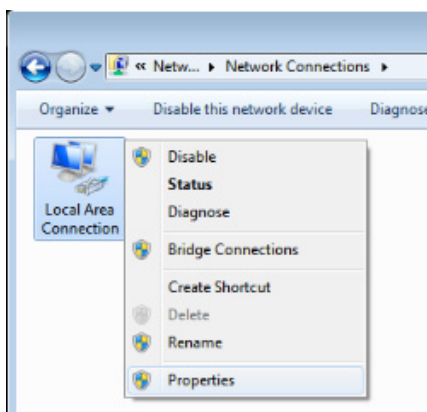 « Netw... ▸ Network Connections ▸
Organize ▾ Disable this network device Diagnose
Local Area
Connection
Disable
Status
Diagnose
Bridge Connections
Create Shortcut
Delete
Rename
Properties